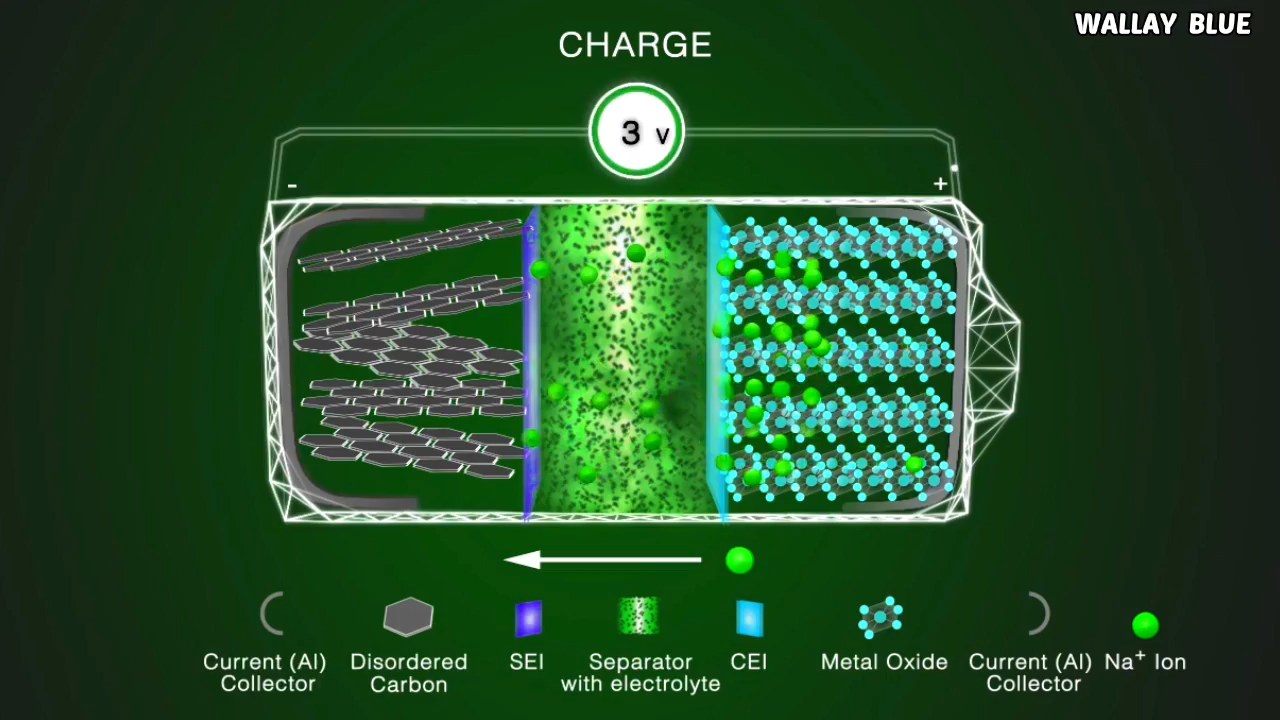 WALLAY BLUE
CHARGE
3 v
- +
Current (Al) Collector
Disordered Carbon
SEI
Separator with electrolyte
CEI
Metal Oxide
Current (Al) Collector
Na⁺ Ion